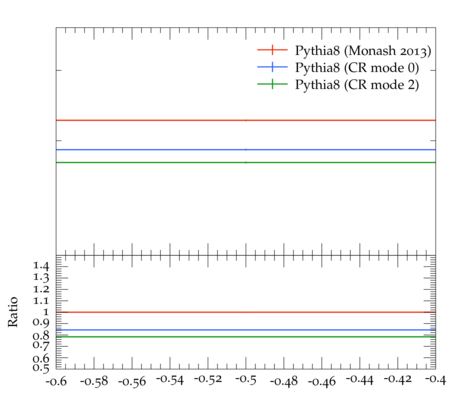 Pythia8 (Monash 2013)
Pythia8 (CR mode 0)
Pythia8 (CR mode 2)
Ratio
1.4
1.3
1.2
1.1
1
0.9
0.8
0.7
0.6
0.5
-0.6 -0.58 -0.56 -0.54 -0.52 -0.5 -0.48 -0.46 -0.44 -0.42 -0.4